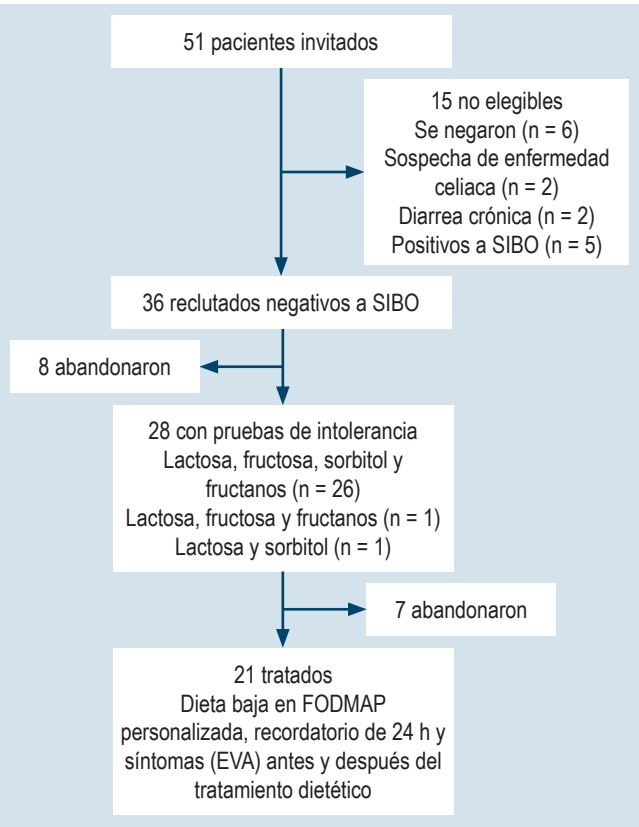 51 pacientes invitados
15 no elegibles
Se negaron (n = 6)
Sospecha de enfermedad
celiaca (n = 2)
Diarrea crónica (n = 2)
Positivos a SIBO (n = 5)
36 reclutados negativos a SIBO
8 abandonaron
28 con pruebas de intolerancia
Lactosa, fructosa, sorbitol y
fructanos (n = 26)
Lactosa, fructosa y fructanos (n = 1)
Lactosa y sorbitol (n = 1)
7 abandonaron
21 tratados
Dieta baja en FODMAP
personalizada, recordatorio de 24 h y
síntomas (EVA) antes y después del
tratamiento dietético